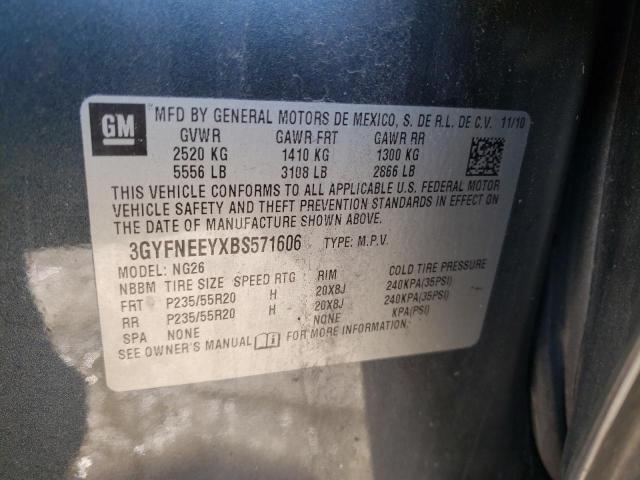 GM
MFD BY GENERAL MOTORS DE MEXICO, S. DE R.L. DE C.V. 11/10
GVWR GAWR FRT GAWR RR
2520 KG 1410 KG 1300 KG
5556 LB 3108 LB 2866 LB
THIS VEHICLE CONFORMS TO ALL APPLICABLE U.S. FEDERAL MOTOR
VEHICLE SAFETY AND THEFT PREVENTION STANDARDS IN EFFECT ON
THE DATE OF MANUFACTURE SHOWN ABOVE.
3GYFNEEYXBS571606 TYPE: M.P.V.
MODEL: NG26
NBBM TIRE SIZE SPEED RTG RIM COLD TIRE PRESSURE
FRT P235/55R20 H 20X8J 240KPA(35PSI)
RR P235/55R20 H 20X8J 240KPA(35PSI)
SPA NONE NONE KPA(PSI)
SEE OWNER'S MANUAL FOR MORE INFORMATION.